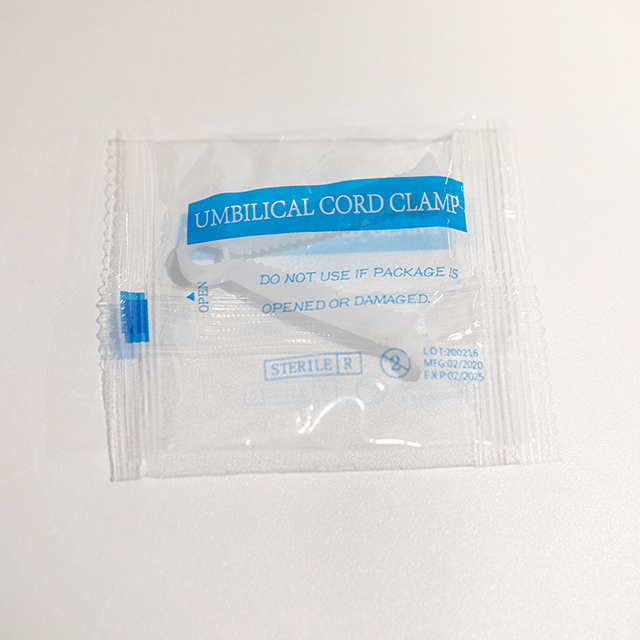 UMBILICAL CORD CLAMP
DO NOT USE IF PACKAGE IS
OPENED OR DAMAGED.
OPEN
STERILE R
2
LOT:200216
MFG:02/2020
EXP:02/2025